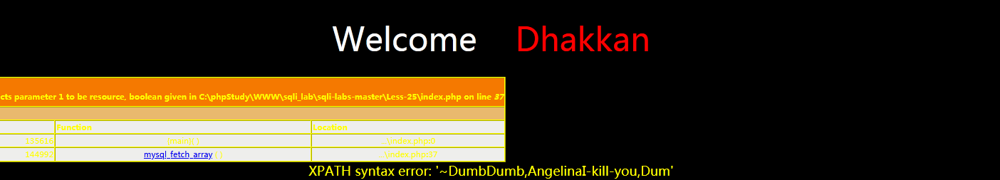 Welcome Dhakkan
cts parameter 1 to be resource, boolean given in C:\phpStudy\WWW\sqli_lab\sqli-labs-master\Less-25\index.php on line 37
Function Location
135616 {main}( ) ..\index.php:0
144992 mysql_fetch_array ( ) ..\index.php:37
XPATH syntax error: '~DumbDumb,AngelinaI-kill-you,Dum'